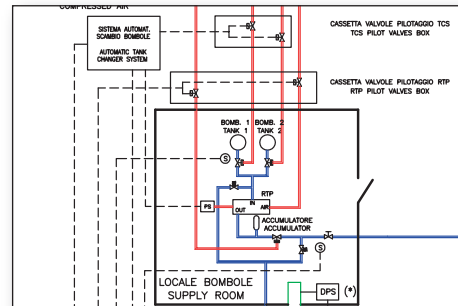 COMPRESSED AIR
SISTEMA AUTOMAT.
SCAMBIO BOMBOLE
AUTOMATIC TANK
CHANGER SYSTEM
CASSETTA VALVOLE PILOTAGGIO TCS
TCS PILOT VALVES BOX
CASSETTA VALVOLE PILOTAGGIO RTP
RTP PILOT VALVES BOX
BOMB. 1
TANK 1
BOMB. 2
TANK 2
S
RTP
PS
IN
OUT
AIR
ACCUMULATORE
ACCUMULATOR
S
LOCALE BOMBOLE
SUPPLY ROOM
DPS
(*)